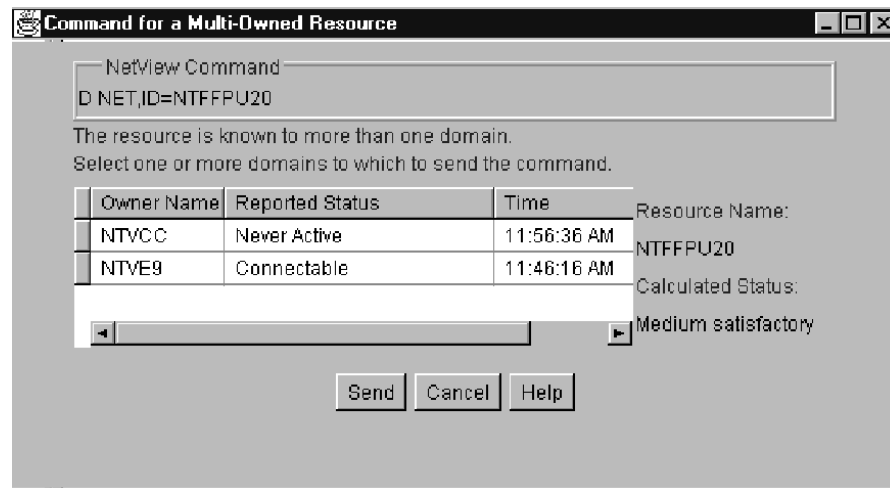 Command for a Multi-Owned Resource
NetView Command
D NET,ID=NTFFPU20
The resource is known to more than one domain.
Select one or more domains to which to send the command.
Owner Name Reported Status Time
NTVCC Never Active 11:56:36 AM
NTVE9 Connectable 11:46:16 AM
Resource Name:
NTFFPU20
Calculated Status:
Medium satisfactory
Send Cancel Help